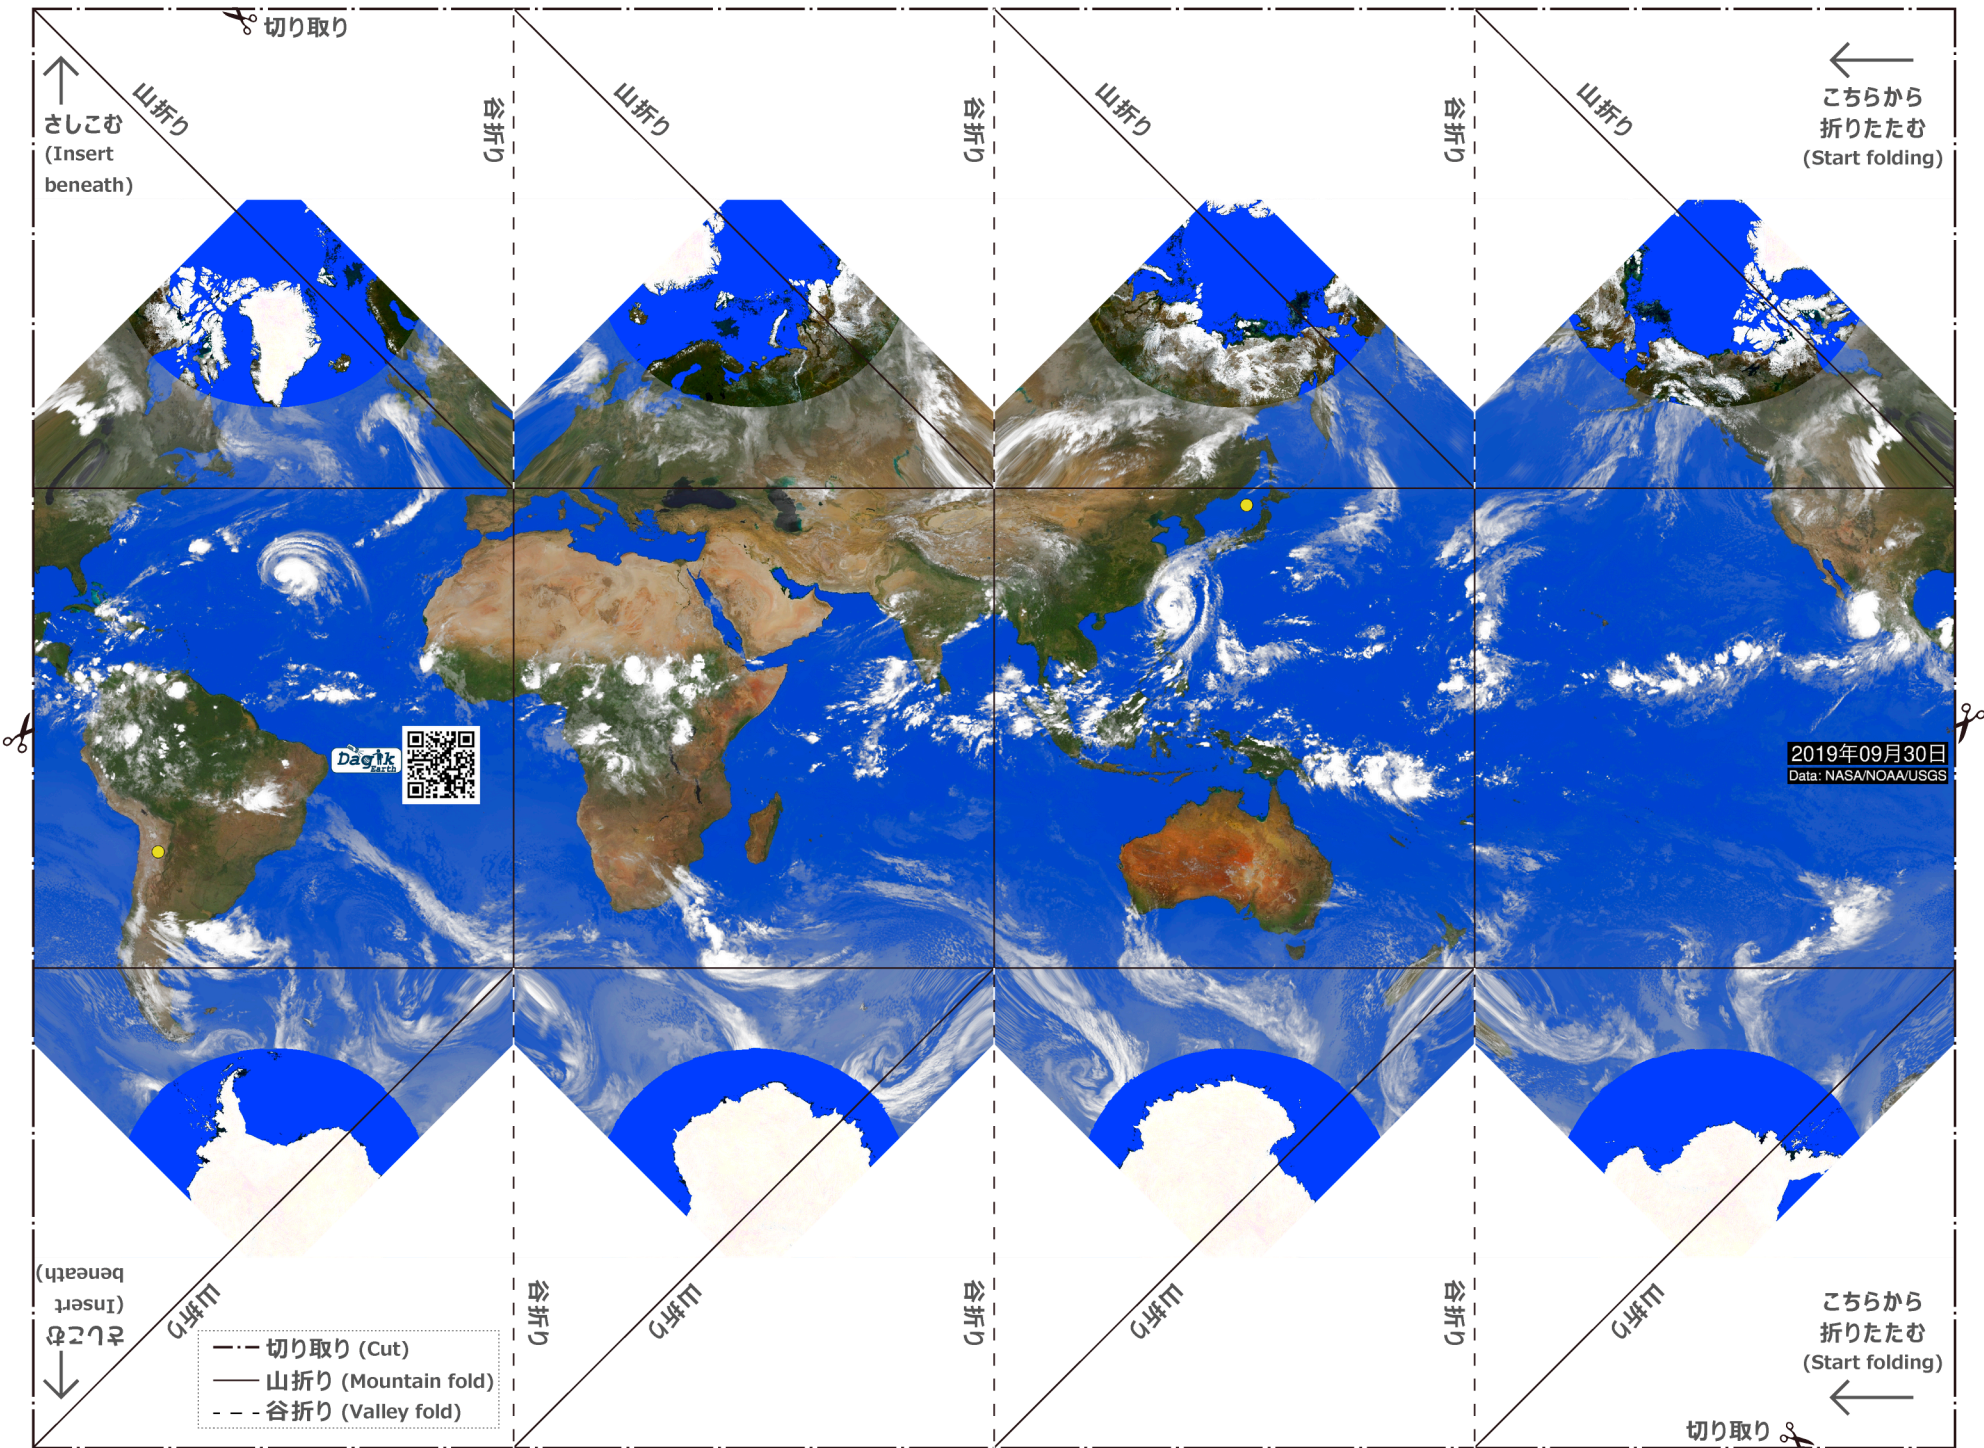 切り取り
山折り
谷折り
山折り
谷折り
山折り
谷折り
山折り
さしこむ
(Insert
beneath)
こちらから
折りたたむ
(Start folding)
Dagik
Earth
2019年09月30日
Data: NASA/NOAA/USGS
さしこむ
(Insert
beneath)
山折り
谷折り
山折り
谷折り
山折り
谷折り
山折り
こちらから
折りたたむ
(Start folding)
切り取り (Cut)
山折り (Mountain fold)
谷折り (Valley fold)
切り取り